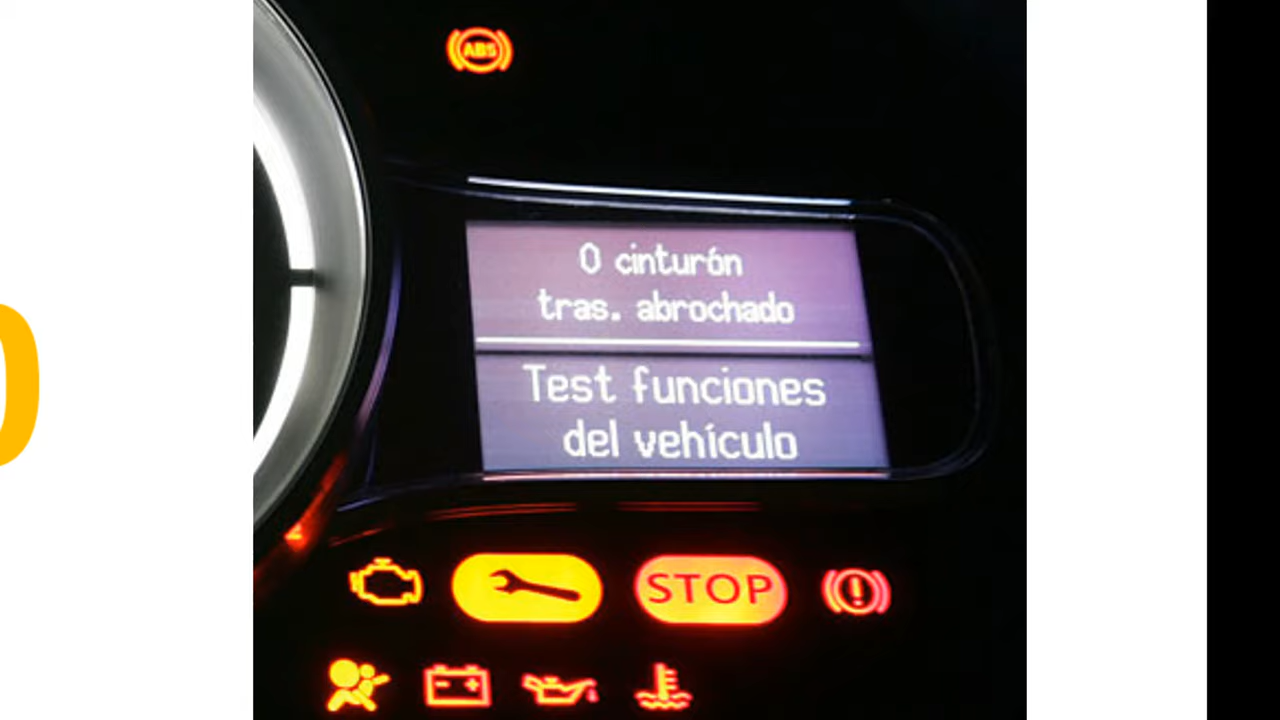 ABS
0 cinturón
tras. abrochado
Test funciones
del vehículo
STOP